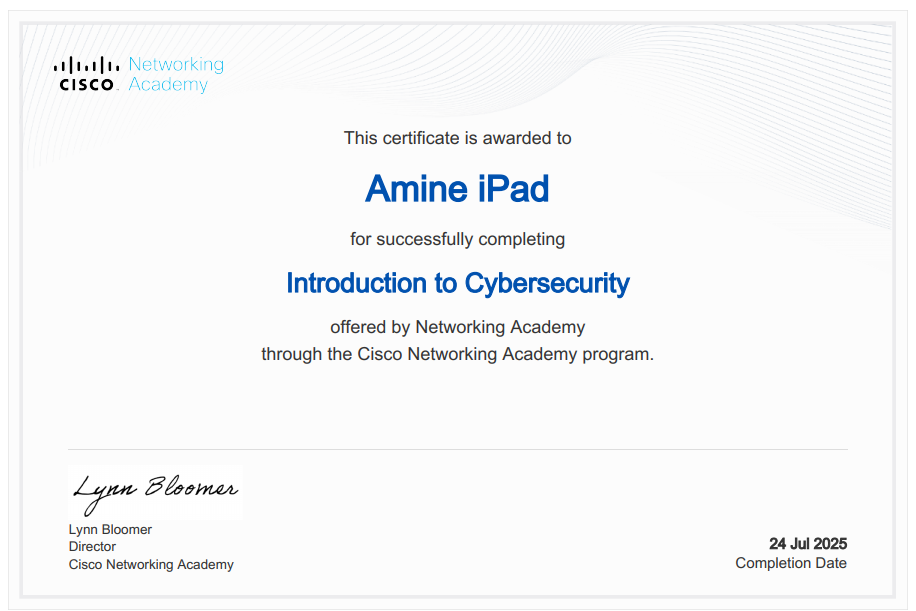 CISCO
Networking
Academy
This certificate is awarded to
Amine iPad
for successfully completing
Introduction to Cybersecurity
offered by Networking Academy
through the Cisco Networking Academy program.
Lynn Bloomer
Lynn Bloomer
Director
Cisco Networking Academy
24 Jul 2025
Completion Date